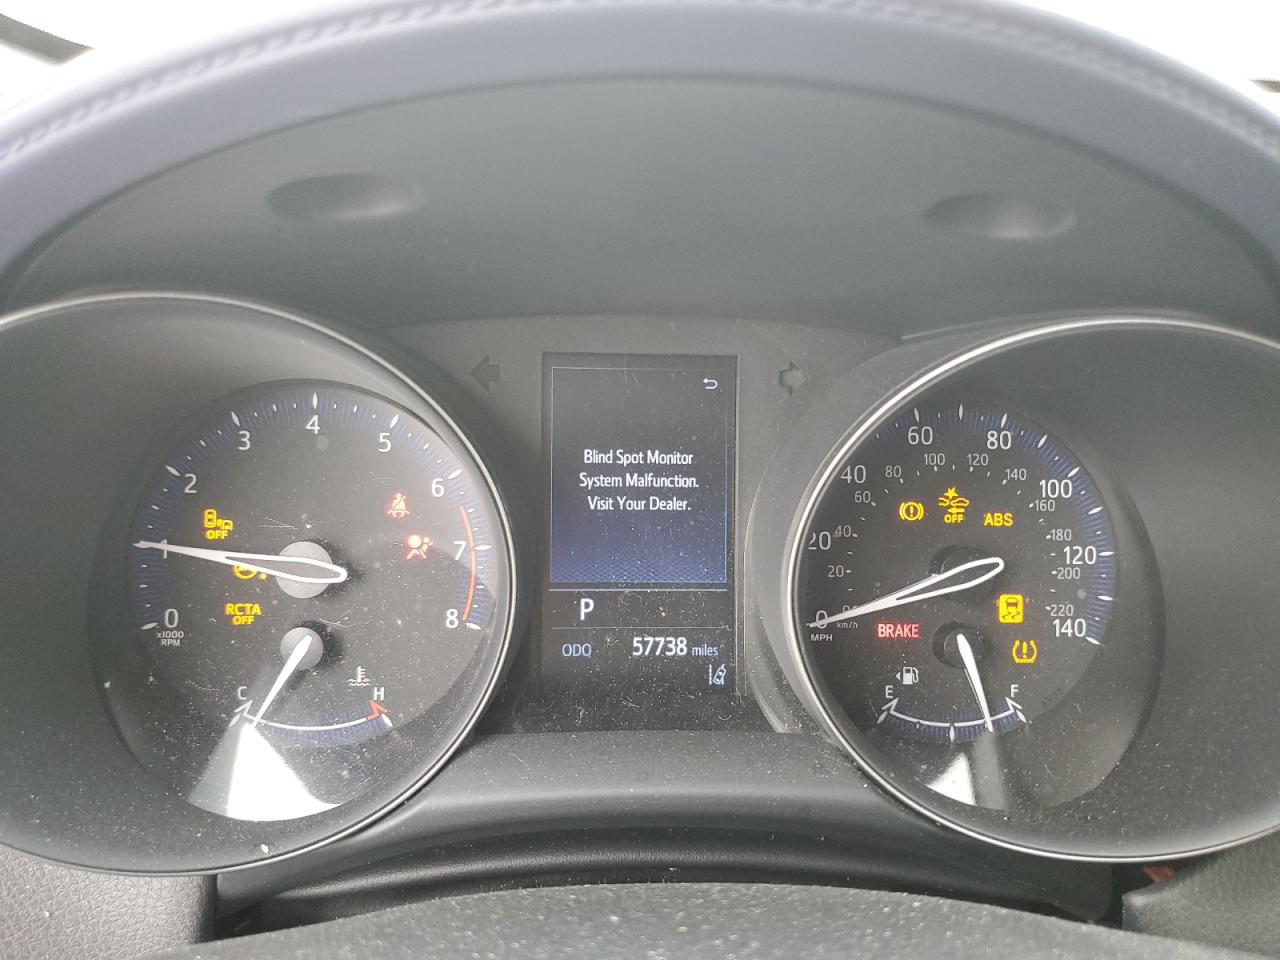 Blind Spot Monitor
System Malfunction.
Visit Your Dealer.
P
ODO 57738 miles
0 1 2 3 4 5 6 7 8
x1000
RPM
OFF
RCTA
OFF
C H
0 20 40 60 80 100 120 140
MPH
20 40 60 80 100 120 140 160 180 200 220
km/h
OFF
ABS
BRAKE
E F